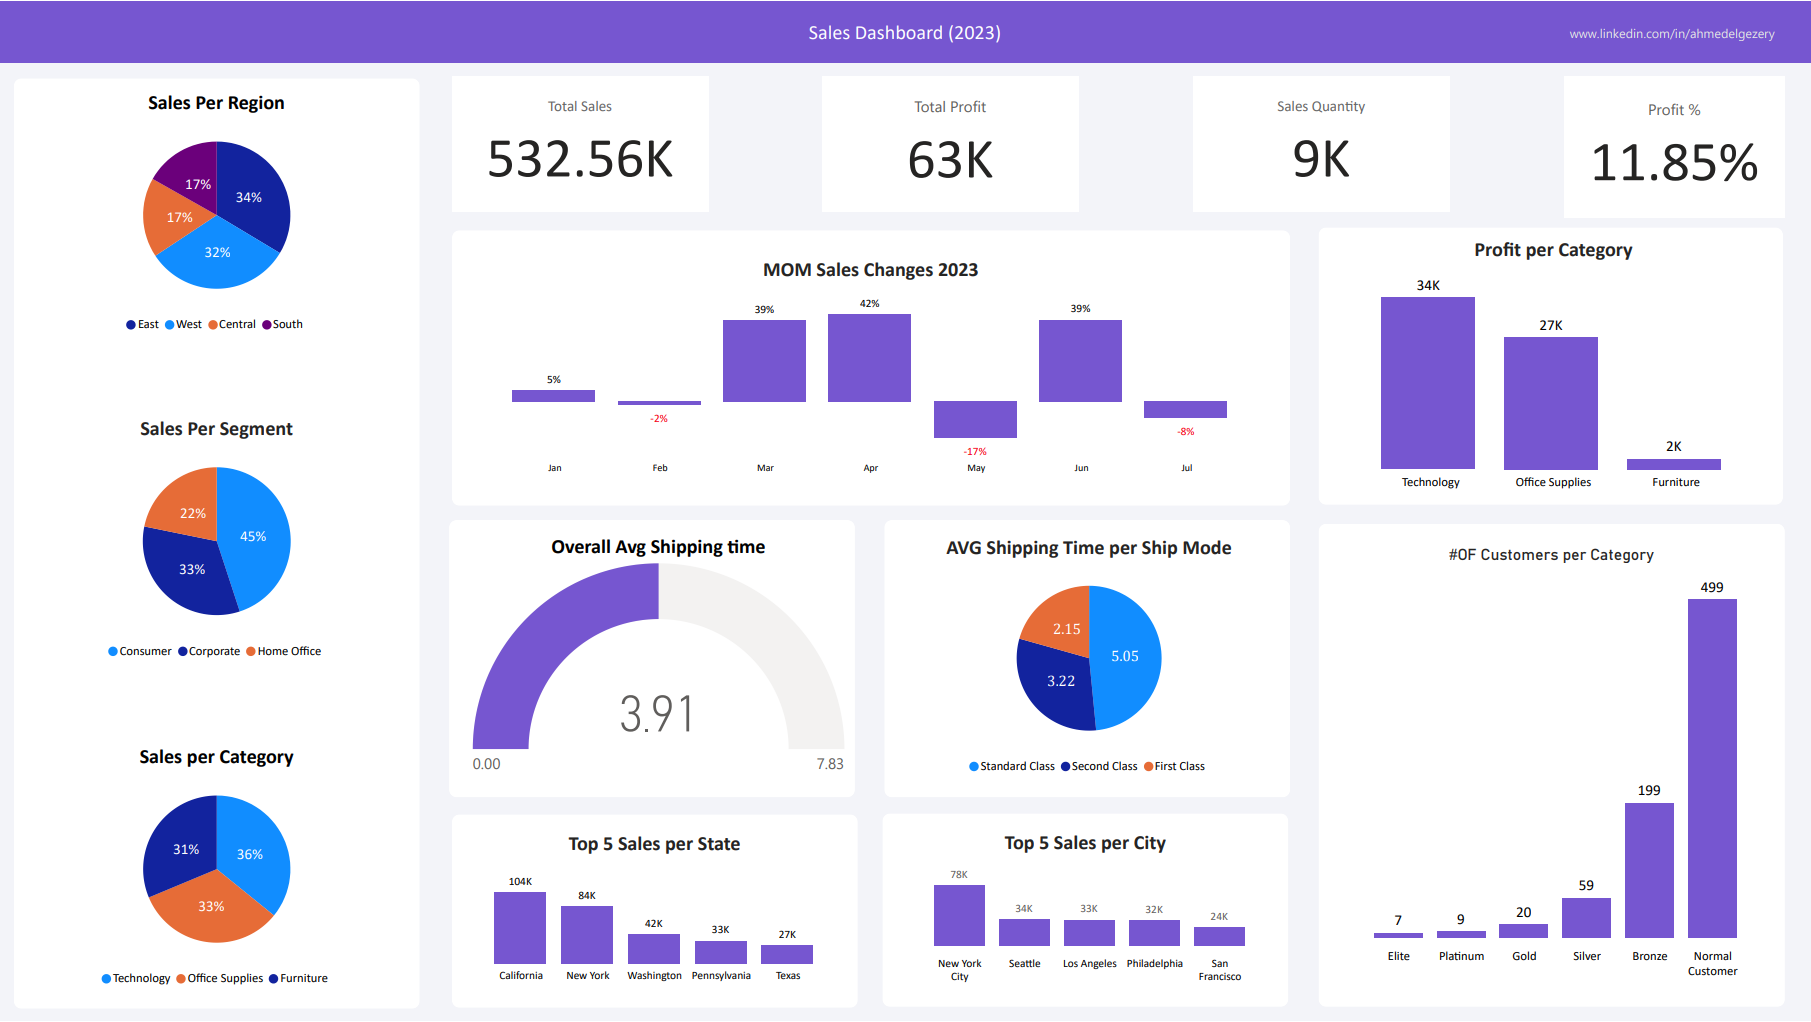 Sales Dashboard (2023)
www.linkedin.com/in/ahmedelgezery
Sales Per Region
17%
34%
17%
32%
East West Central South
Sales Per Segment
22%
45%
33%
Consumer Corporate Home Office
Sales per Category
31%
36%
33%
Technology Office Supplies Furniture
Total Sales
532.56K
Total Profit
63K
Sales Quantity
9K
Profit %
11.85%
MOM Sales Changes 2023
5%
-2%
39%
42%
-17%
39%
-8%
Jan Feb Mar Apr May Jun Jul
Profit per Category
34K
27K
2K
Technology Office Supplies Furniture
Overall Avg Shipping time
3.91
0.00 7.83
AVG Shipping Time per Ship Mode
2.15
5.05
3.22
Standard Class Second Class First Class
#OF Customers per Category
7
9
20
59
199
499
Elite Platinum Gold Silver Bronze Normal
Customer
Top 5 Sales per State
104K
84K
42K
33K
27K
California New York Washington Pennsylvania Texas
Top 5 Sales per City
78K
34K
33K
32K
24K
New York Seattle Los Angeles Philadelphia San
City Francisco